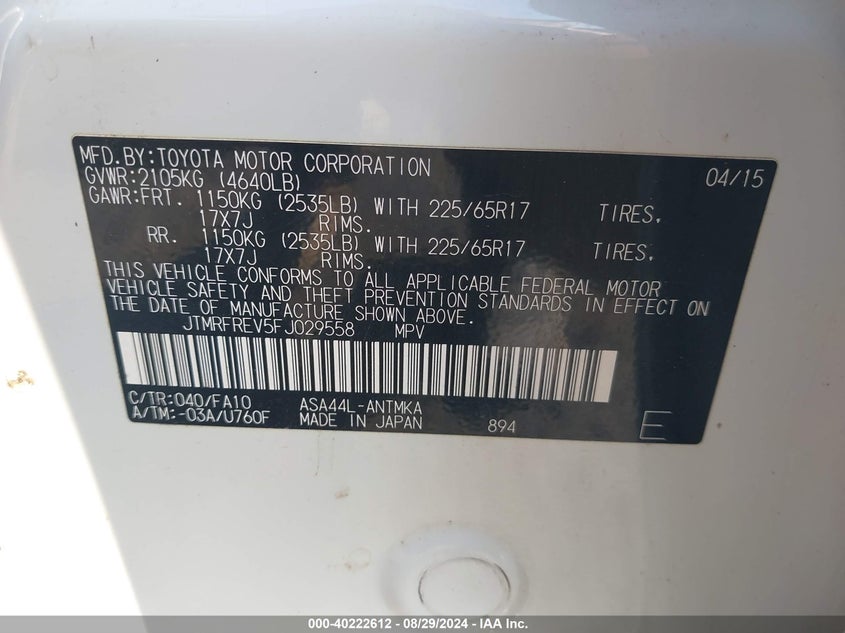 MFD.BY:TOYOTA MOTOR CORPORATION 04/15
GVWR:2105KG (4640LB)
GAWR:FRT. 1150KG (2535LB) WITH 225/65R17 TIRES,
17X7J RIMS.
RR. 1150KG (2535LB) WITH 225/65R17 TIRES,
17X7J RIMS.
THIS VEHICLE CONFORMS TO ALL APPLICABLE FEDERAL MOTOR
VEHICLE SAFETY AND THEFT PREVENTION STANDARDS IN EFFECT ON
THE DATE OF MANUFACTURE SHOWN ABOVE.
JTMRFREV5FJ029558 MPV
C/TR:040/FA10 ASA44L-ANTMKA
A/TM:-03A/U760F MADE IN JAPAN 894 E
000-40222612 - 08/29/2024 - IAA Inc.